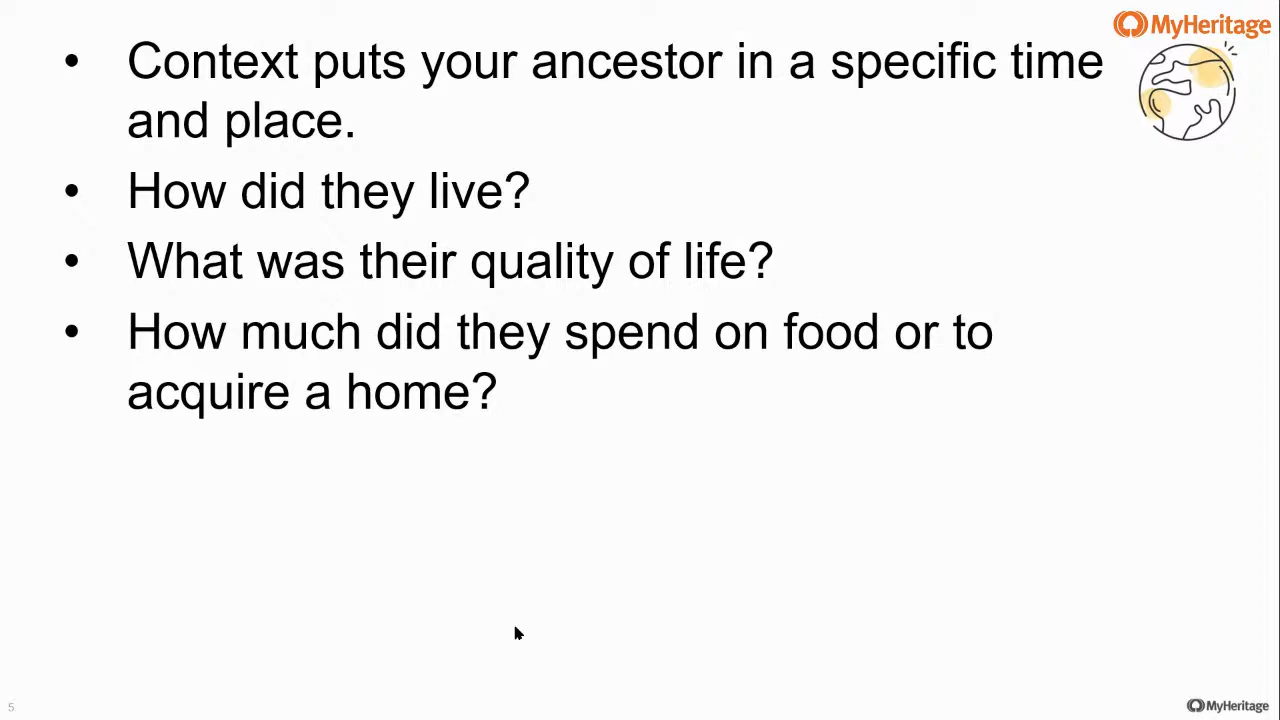 MyHeritage
• Context puts your ancestor in a specific time
and place.
• How did they live?
• What was their quality of life?
• How much did they spend on food or to
acquire a home?
5
MyHeritage